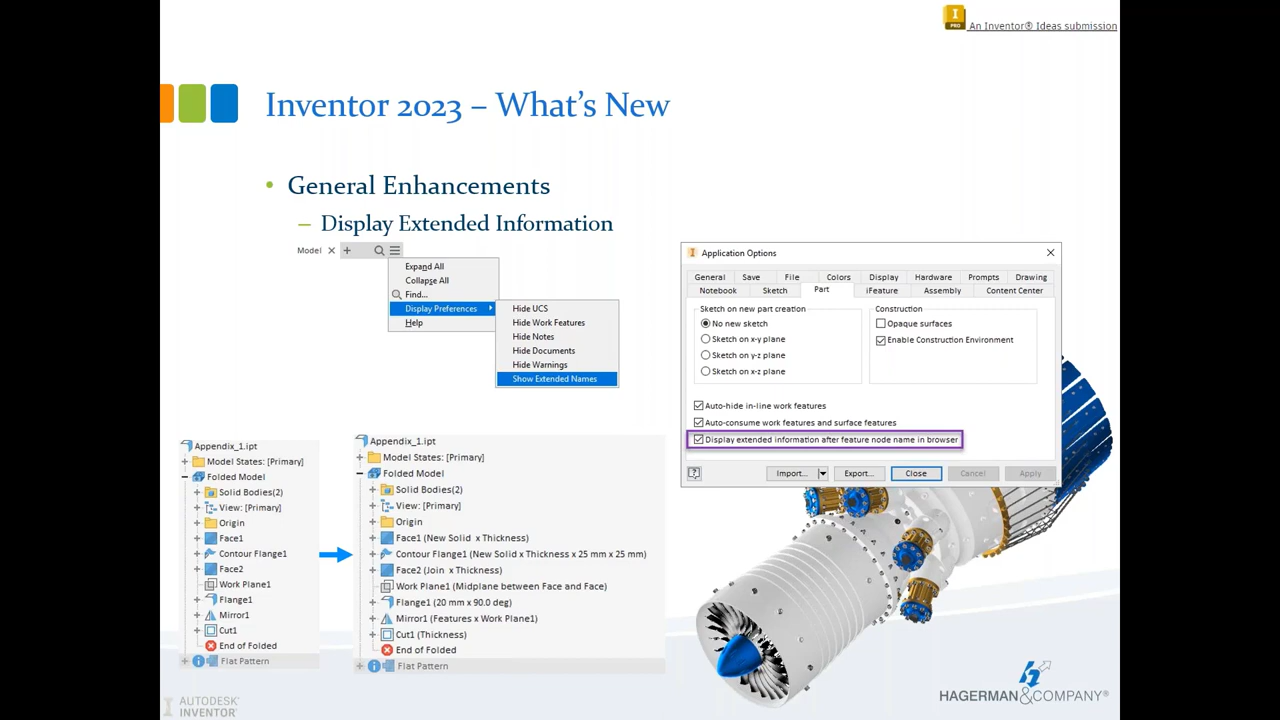 An Inventor® Ideas submission
PRO
Inventor 2023 – What's New
• General Enhancements
– Display Extended Information
Model
Expand All
Collapse All
Find...
Display Preferences
Help
Hide UCS
Hide Work Features
Hide Notes
Hide Documents
Hide Warnings
Show Extended Names
Application Options
General Save File Colors Display Hardware Prompts Drawing
Notebook Sketch Part iFeature Assembly Content Center
Sketch on new part creation
No new sketch
Sketch on x-y plane
Sketch on y-z plane
Sketch on x-z plane
Construction
Opaque surfaces
Enable Construction Environment
Auto-hide in-line work features
Auto-consume work features and surface features
Display extended information after feature node name in browser
Import... Export... Close Cancel Apply
Appendix_1.ipt
Model States: [Primary]
Folded Model
Solid Bodies(2)
View: [Primary]
Origin
Face1
Contour Flange1
Face2
Work Plane1
Flange1
Mirror1
Cut1
End of Folded
Flat Pattern
Appendix_1.ipt
Model States: [Primary]
Folded Model
Solid Bodies(2)
View: [Primary]
Origin
Face1 (New Solid x Thickness)
Contour Flange1 (New Solid x Thickness x 25 mm x 25 mm)
Face2 (Join x Thickness)
Work Plane1 (Midplane between Face and Face)
Flange1 (20 mm x 90.0 deg)
Mirror1 (Features x Work Plane1)
Cut1 (Thickness)
End of Folded
Flat Pattern
AUTODESK
INVENTOR
HAGERMAN&COMPANY®